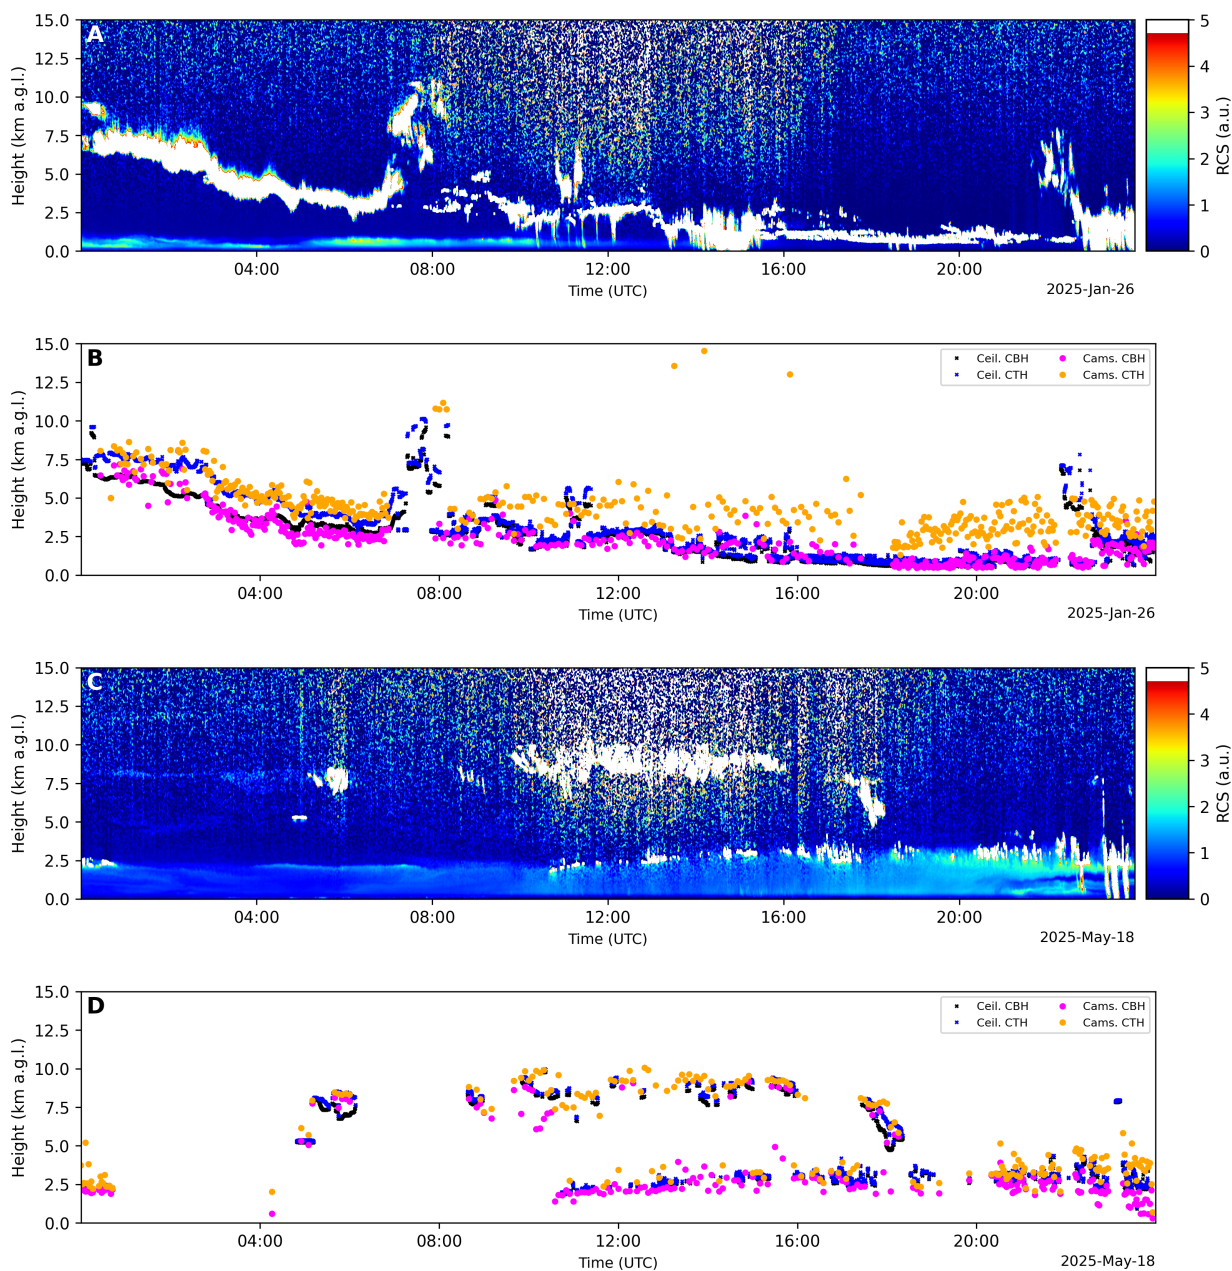 A
15.0
12.5
10.0
7.5
5.0
2.5
0.0
Height (km a.g.l.)
04:00 08:00 12:00 16:00 20:00
Time (UTC)
2025-Jan-26
5
4
3
2
1
0
RCS (a.u.)
B
15.0
12.5
10.0
7.5
5.0
2.5
0.0
Height (km a.g.l.)
Ceil. CBH Cams. CBH
Ceil. CTH Cams. CTH
04:00 08:00 12:00 16:00 20:00
Time (UTC)
2025-Jan-26
C
15.0
12.5
10.0
7.5
5.0
2.5
0.0
Height (km a.g.l.)
04:00 08:00 12:00 16:00 20:00
Time (UTC)
2025-May-18
5
4
3
2
1
0
RCS (a.u.)
D
15.0
12.5
10.0
7.5
5.0
2.5
0.0
Height (km a.g.l.)
Ceil. CBH Cams. CBH
Ceil. CTH Cams. CTH
04:00 08:00 12:00 16:00 20:00
Time (UTC)
2025-May-18